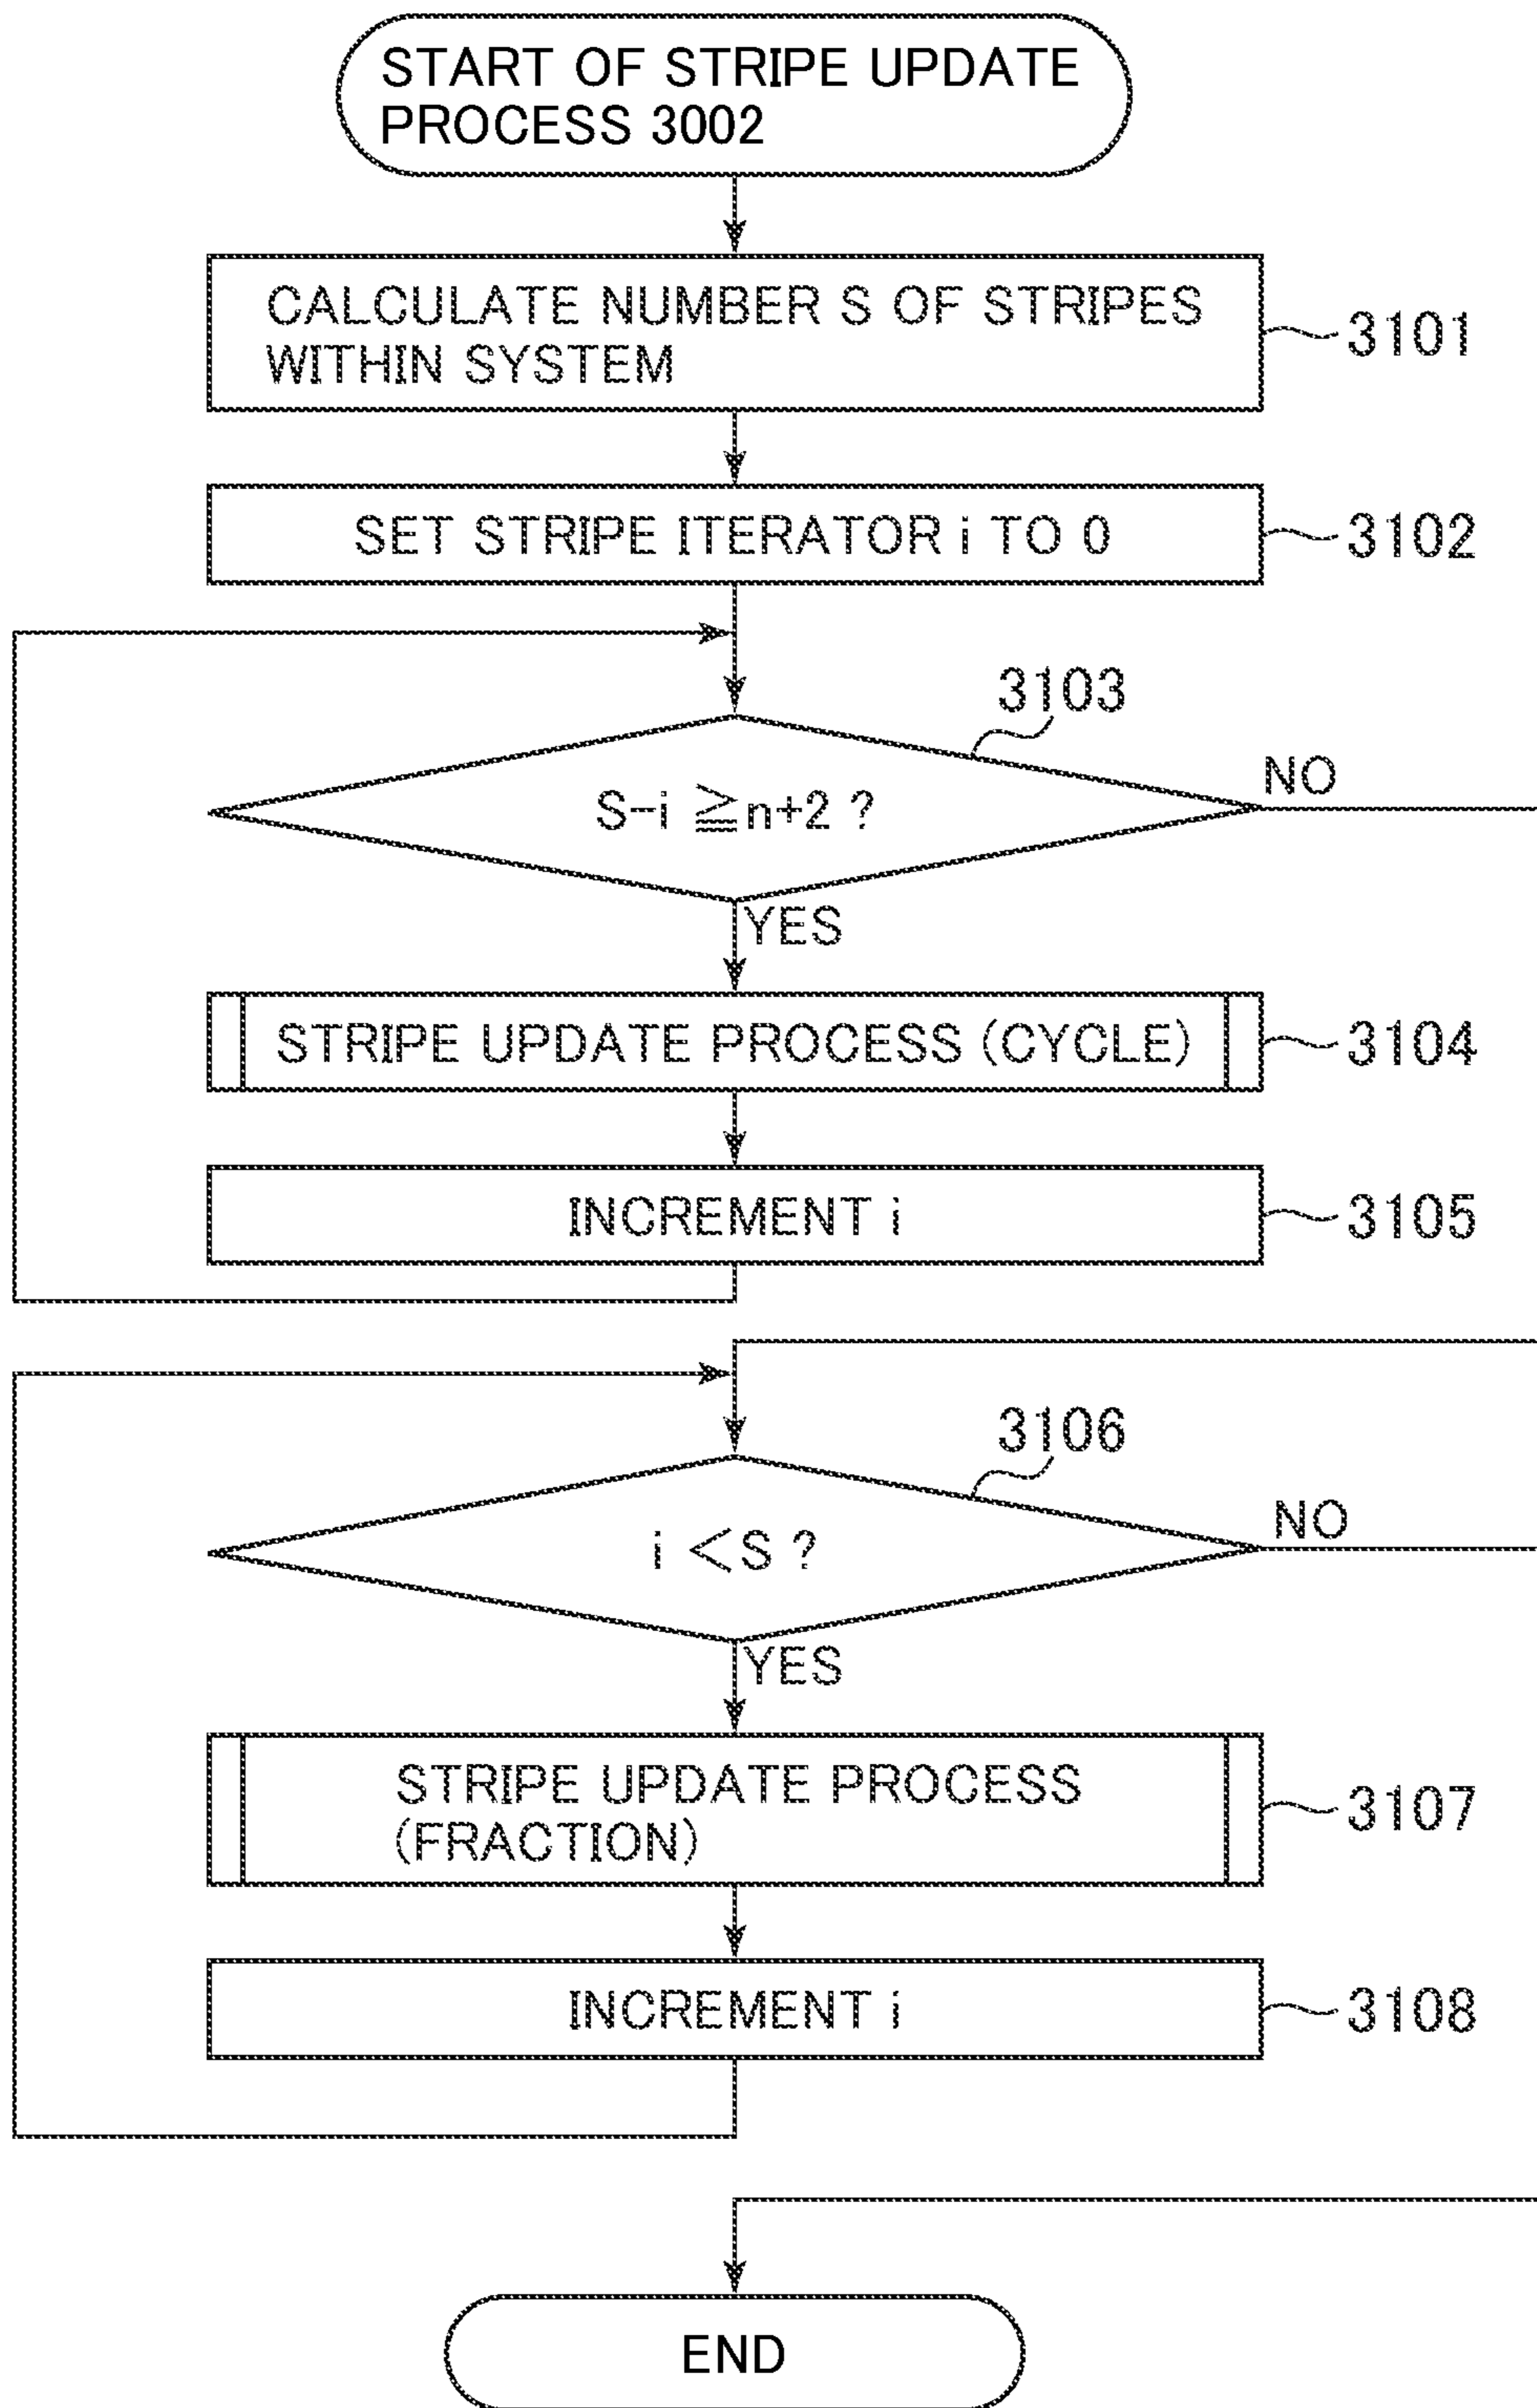 START OF STRIPE UPDATE
PROCESS 3002
CALCULATE NUMBER S OF STRIPES
WITHIN SYSTEM
3101
SET STRIPE ITERATOR i TO 0
3102
3103
S-i ≧n+2 ?
NO
YES
STRIPE UPDATE PROCESS (CYCLE)
3104
INCREMENT i
3105
3106
i <S ?
NO
YES
STRIPE UPDATE PROCESS
(FRACTION)
3107
INCREMENT i
3108
END